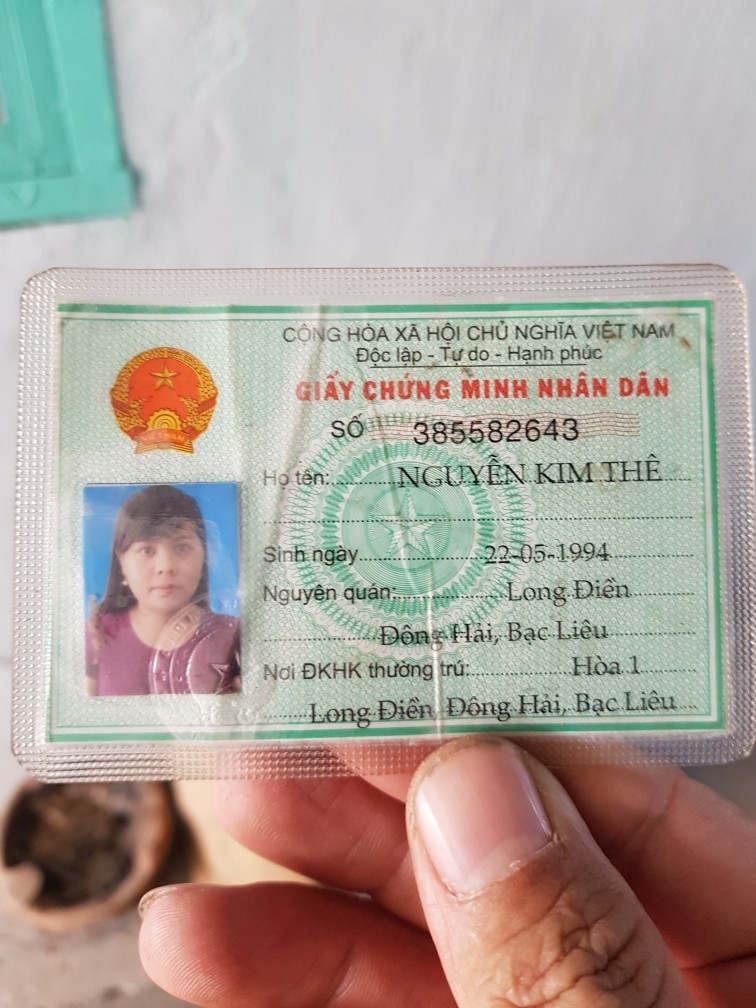 CỘNG HÒA XÃ HỘI CHỦ NGHĨA VIỆT NAM
Độc lập - Tự do - Hạnh phúc
GIẤY CHỨNG MINH NHÂN DÂN
SỐ 385582643
Họ tên: NGUYỄN KIM THÊ
Sinh ngày 22-05-1994
Nguyên quán: Long Điền
Đông Hải, Bạc Liêu
Nơi ĐKHK thường trú: Hòa 1
Long Điền Đông Hải, Bạc Liêu
VIỆT NAM